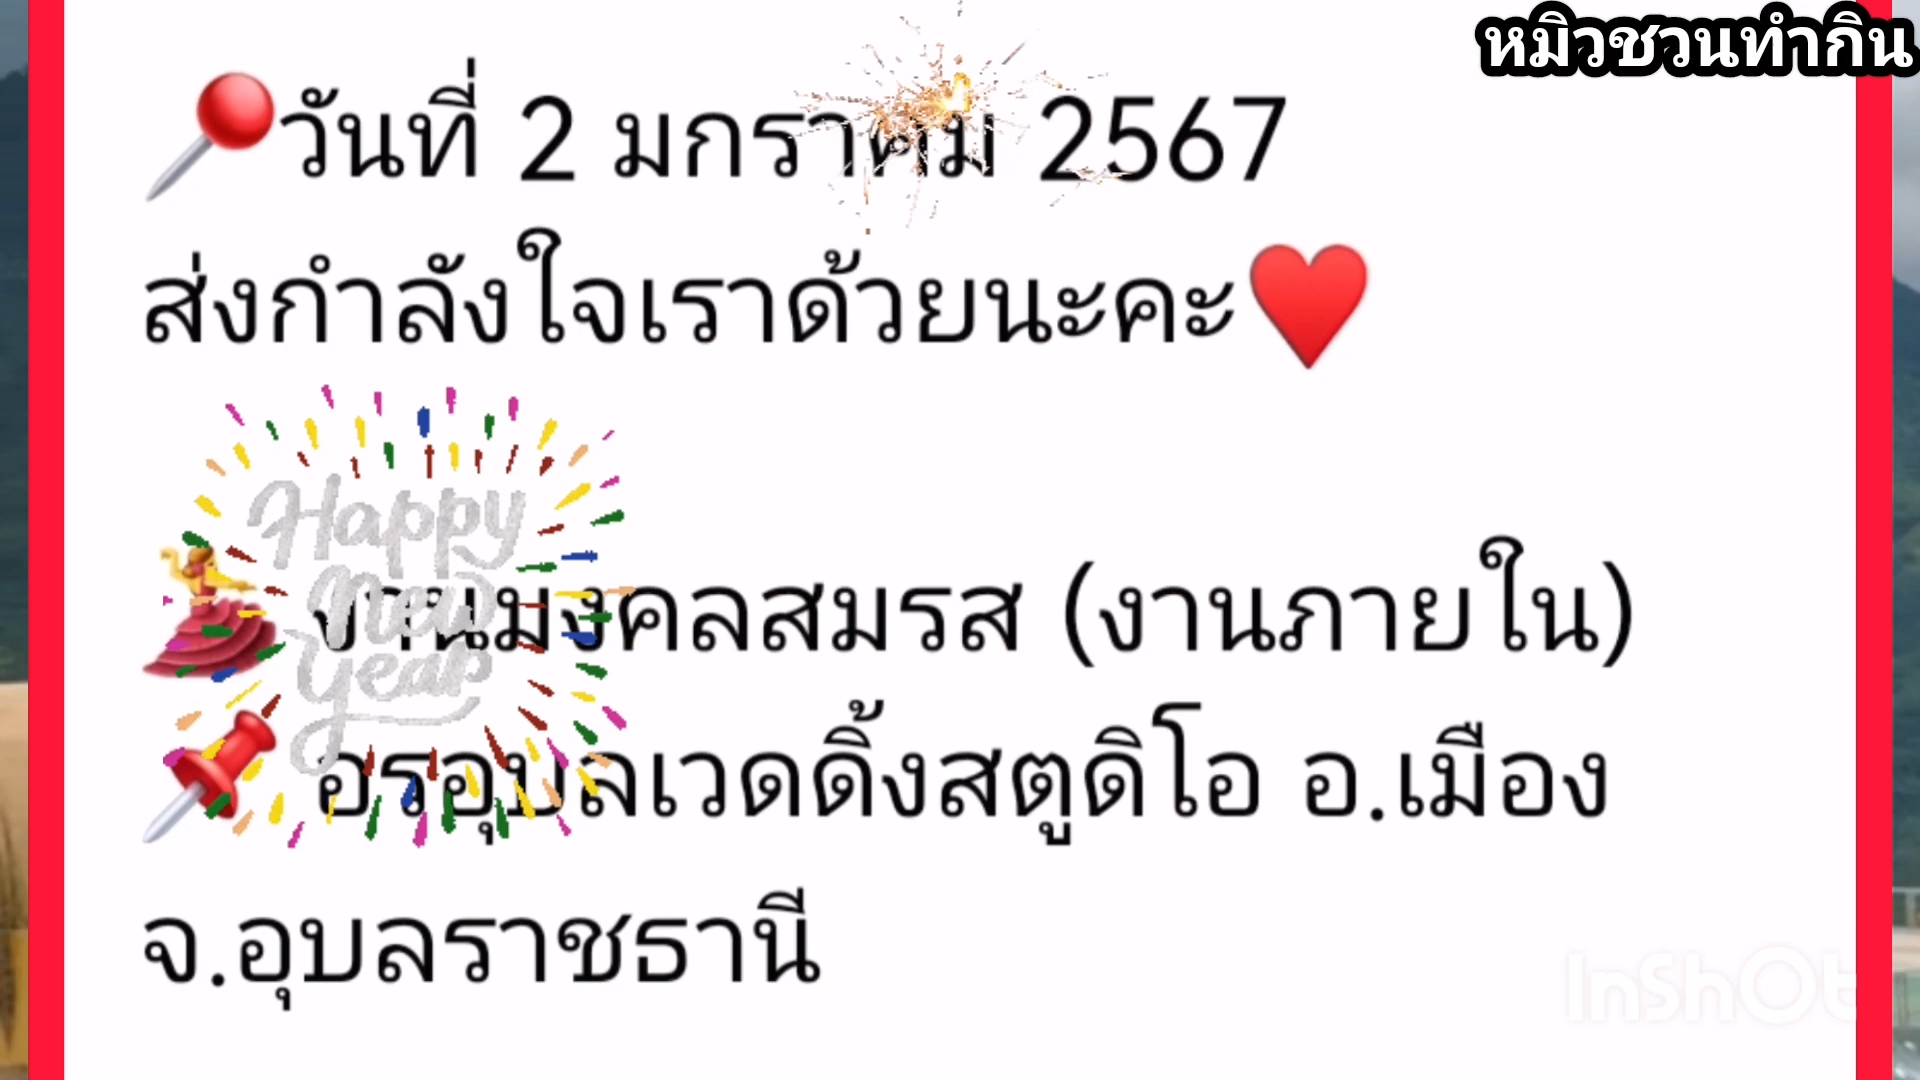 หมิวชวนทำกิน
📍วันที่ 2 มกราคม 2567
ส่งกำลังใจเราด้วยนะคะ♥️
Happy
New
Year
💃 งานมงคลสมรส (งานภายใน)
📌 อรอุบลเวดดิ้งสตูดิโอ อ.เมือง
จ.อุบลราชธานี
InShOt